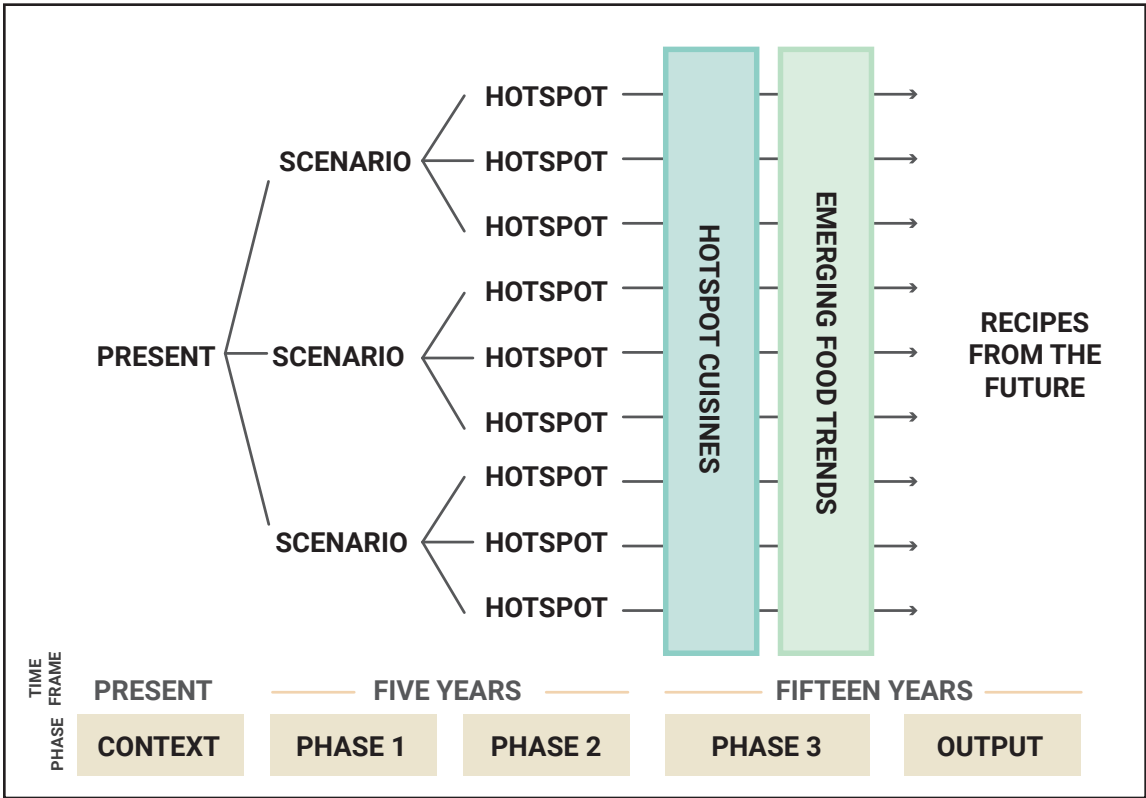 HOTSPOT
SCENARIO
HOTSPOT
HOTSPOT
HOTSPOT
PRESENT
SCENARIO
HOTSPOT
HOTSPOT
HOTSPOT
SCENARIO
HOTSPOT
HOTSPOT
HOTSPOT CUISINES
EMERGING FOOD TRENDS
RECIPES
FROM THE
FUTURE
TIME
FRAME
PRESENT
FIVE YEARS
FIFTEEN YEARS
PHASE
CONTEXT
PHASE 1
PHASE 2
PHASE 3
OUTPUT